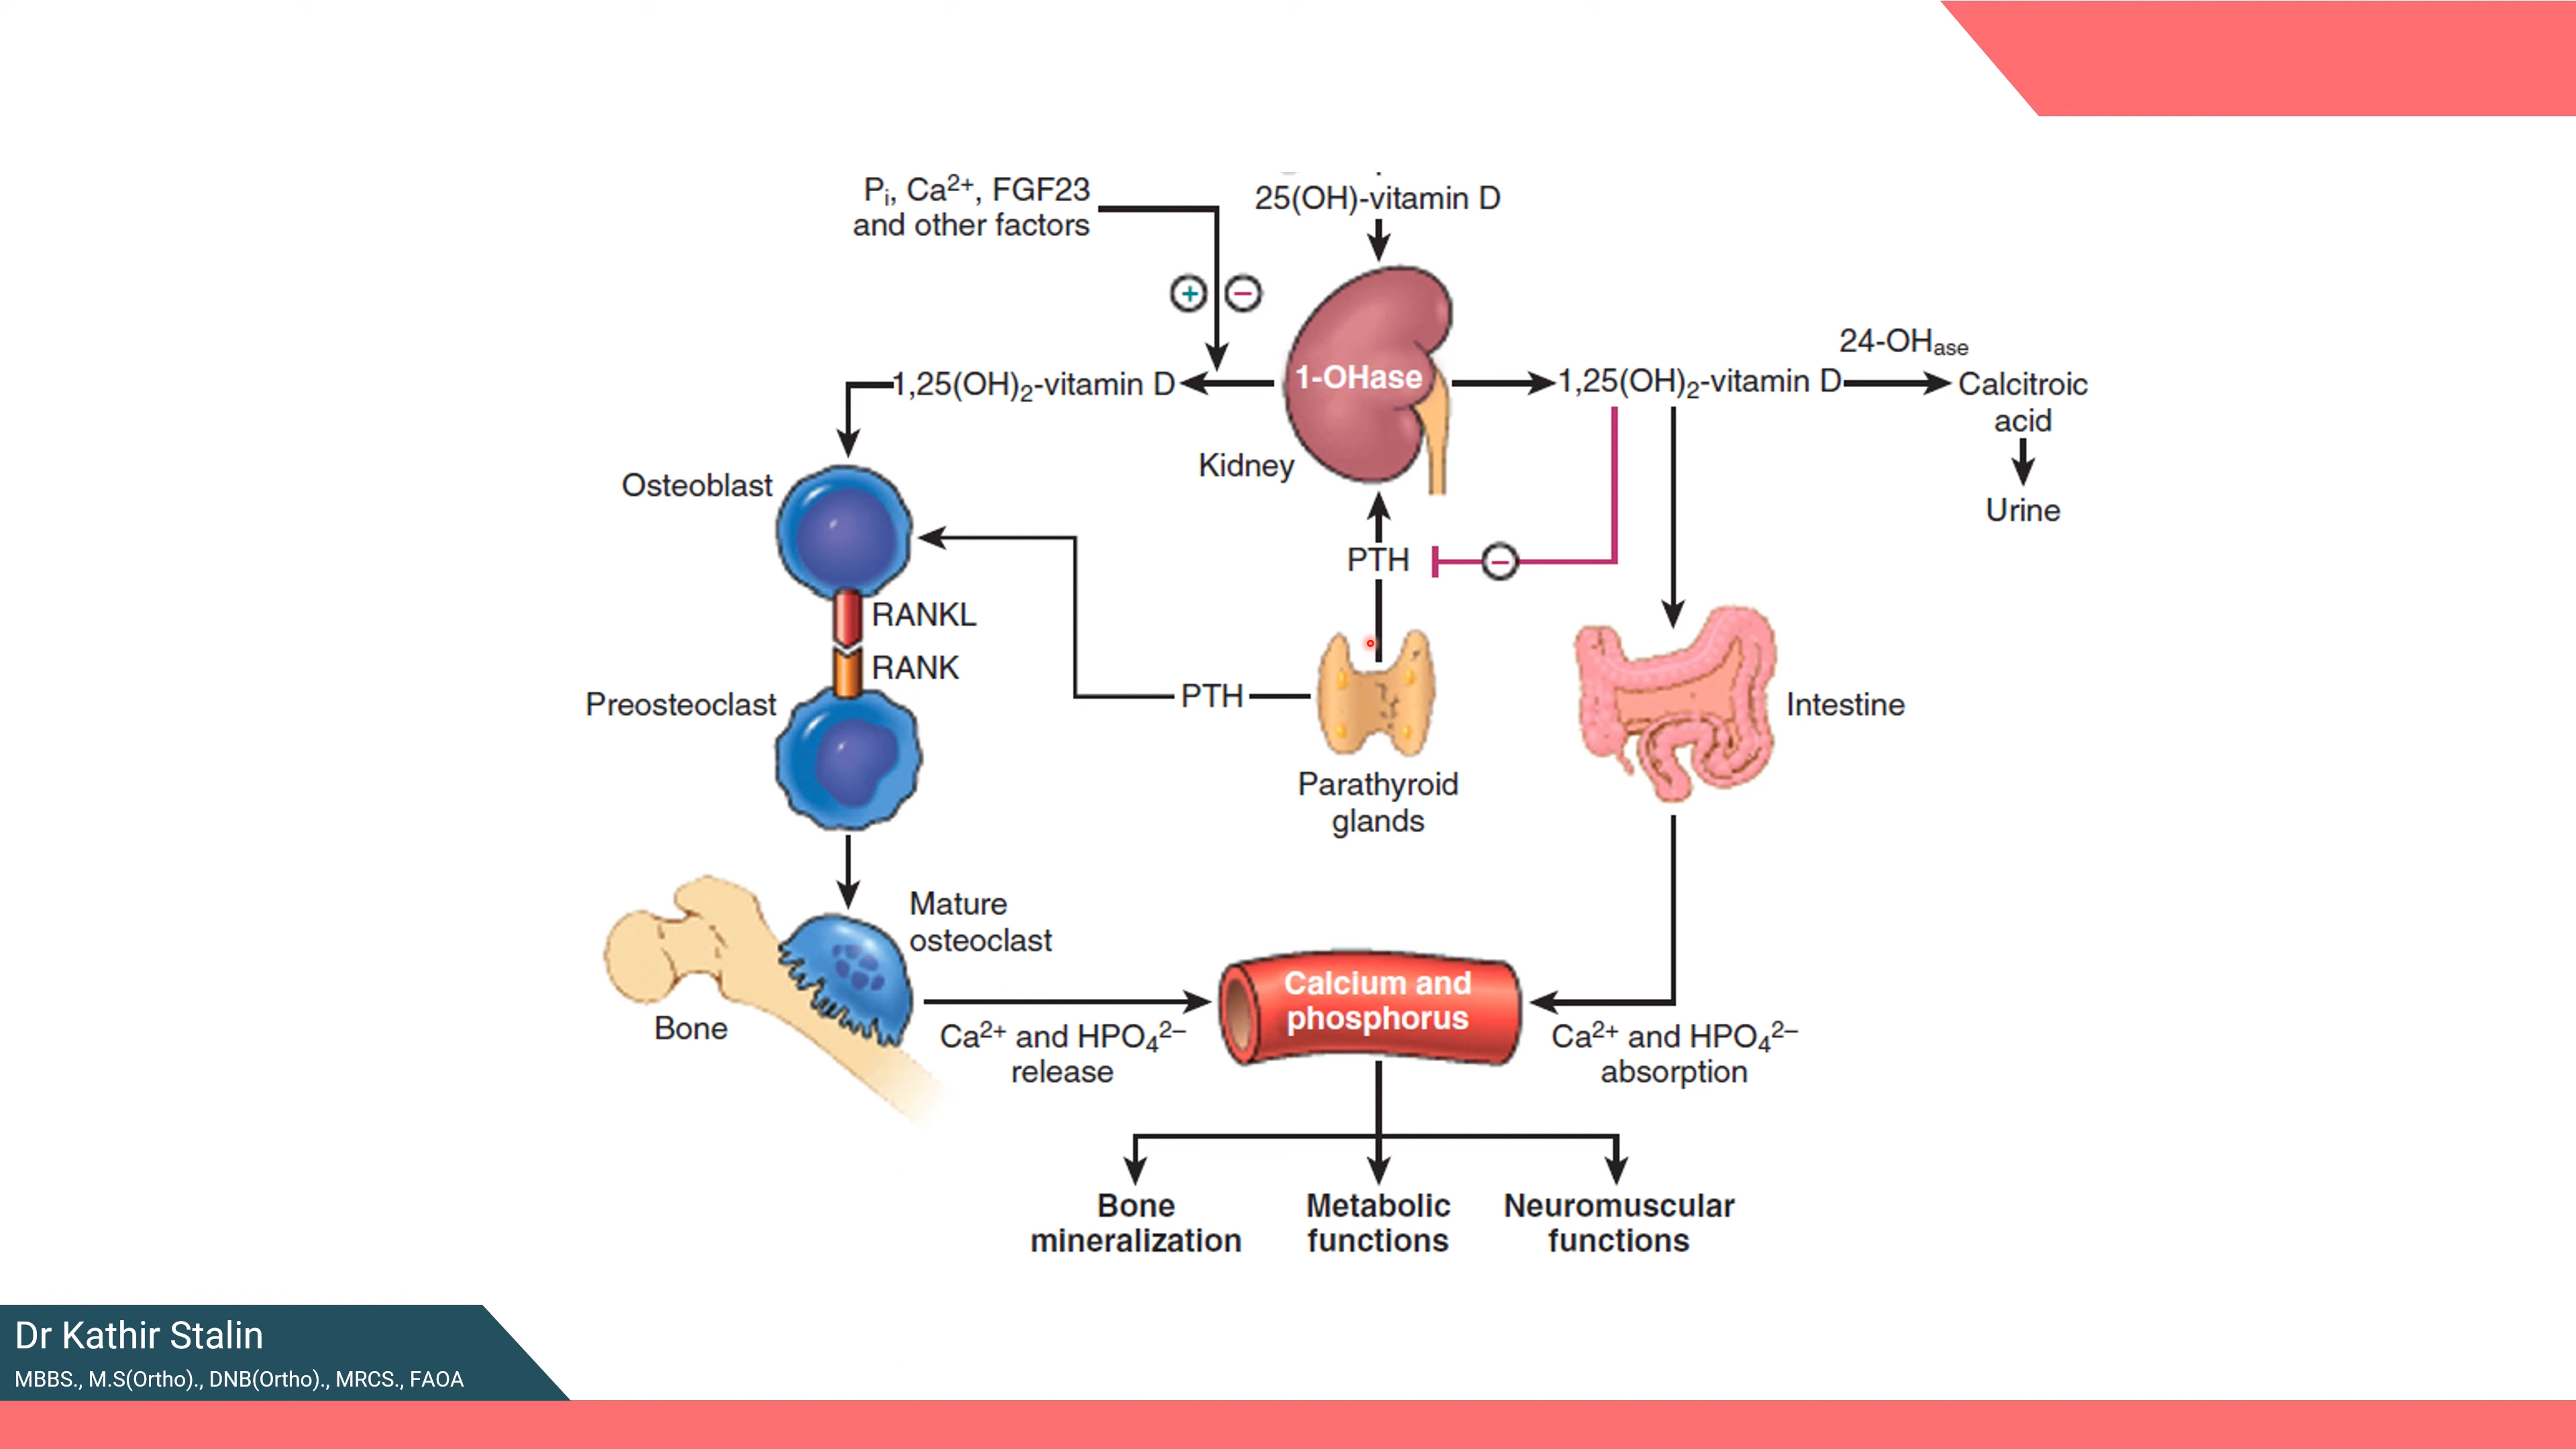 P_i, Ca²⁺, FGF23
and other factors
25(OH)-vitamin D
24-OH_ase
1-OHase
1,25(OH)₂-vitamin D
1,25(OH)₂-vitamin D
Calcitroic
acid
Urine
Kidney
Osteoblast
PTH
RANKL
RANK
Preosteoclast
PTH
Intestine
Parathyroid
glands
Mature
osteoclast
Bone
Calcium and
phosphorus
Ca²⁺ and HPO₄²⁻
release
Ca²⁺ and HPO₄²⁻
absorption
Bone
mineralization
Metabolic
functions
Neuromuscular
functions
Dr Kathir Stalin
MBBS., M.S(Ortho)., DNB(Ortho)., MRCS., FAOA